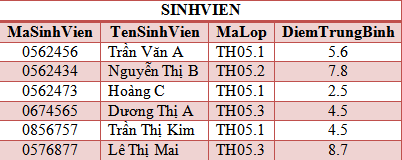 SINHVIEN
MaSinhVien TenSinhVien MaLop DiemTrungBinh
0562456 Trần Văn A TH05.1 5.6
0562434 Nguyễn Thị B TH05.2 7.8
0562473 Hoàng C TH05.1 2.5
0674565 Dương Thị A TH05.3 4.5
0856757 Trần Thị Kim TH05.1 4.5
0576877 Lê Thị Mai TH05.3 8.7